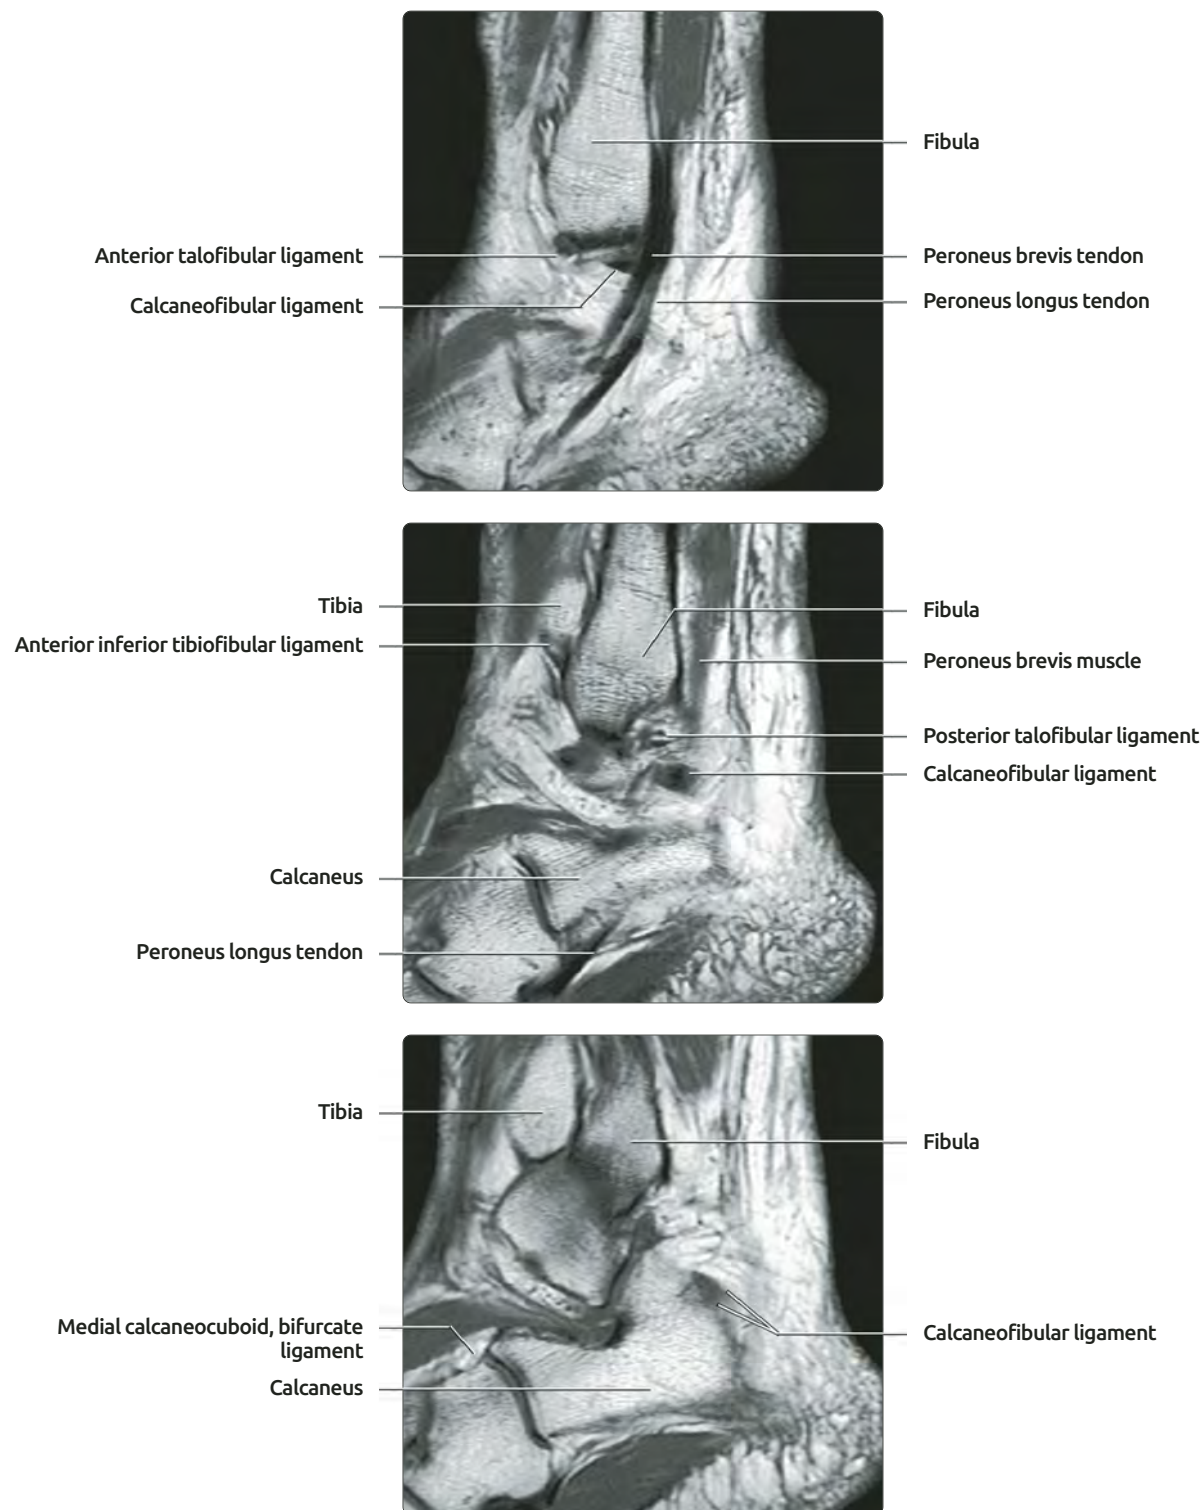 Fibula
Anterior talofibular ligament
Peroneus brevis tendon
Calcaneofibular ligament
Peroneus longus tendon
Tibia
Fibula
Anterior inferior tibiofibular ligament
Peroneus brevis muscle
Posterior talofibular ligament
Calcaneofibular ligament
Calcaneus
Peroneus longus tendon
Tibia
Fibula
Medial calcaneocuboid, bifurcate
ligament
Calcaneofibular ligament
Calcaneus